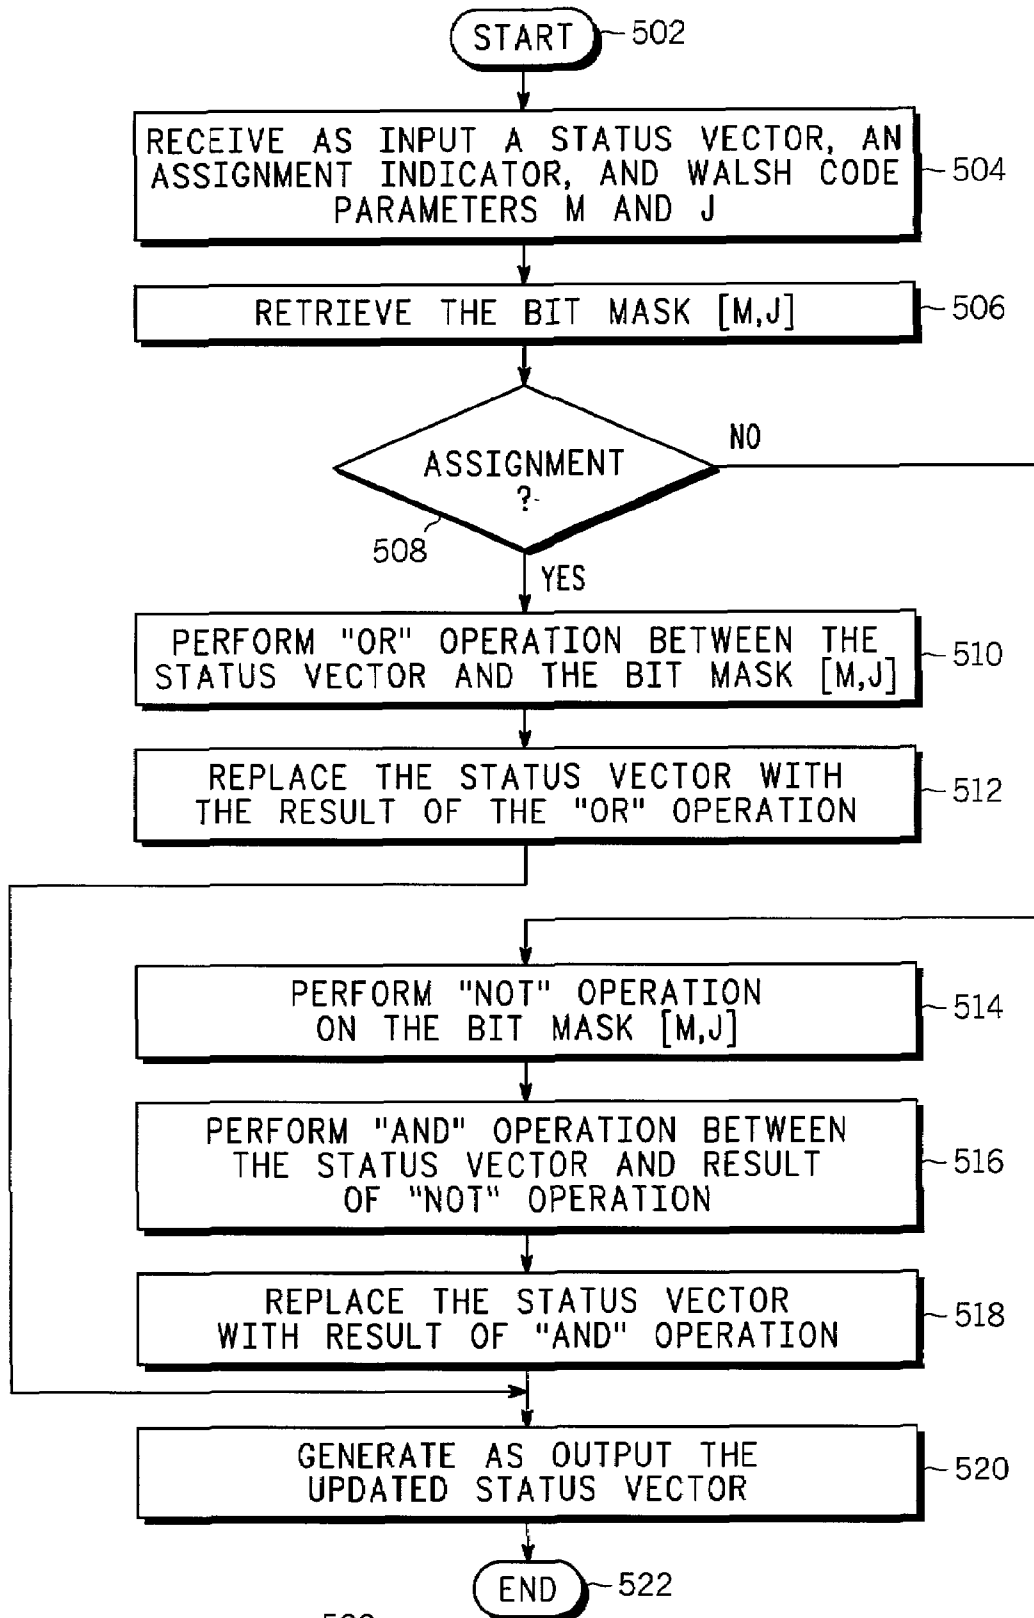 START 502
RECEIVE AS INPUT A STATUS VECTOR, AN
ASSIGNMENT INDICATOR, AND WALSH CODE
PARAMETERS M AND J
504
RETRIEVE THE BIT MASK [M,J]
506
NO
ASSIGNMENT
?
508
YES
PERFORM "OR" OPERATION BETWEEN THE
STATUS VECTOR AND THE BIT MASK [M,J]
510
REPLACE THE STATUS VECTOR WITH
THE RESULT OF THE "OR" OPERATION
512
PERFORM "NOT" OPERATION
ON THE BIT MASK [M,J]
514
PERFORM "AND" OPERATION BETWEEN
THE STATUS VECTOR AND RESULT
OF "NOT" OPERATION
516
REPLACE THE STATUS VECTOR
WITH RESULT OF "AND" OPERATION
518
GENERATE AS OUTPUT THE
UPDATED STATUS VECTOR
520
END 522